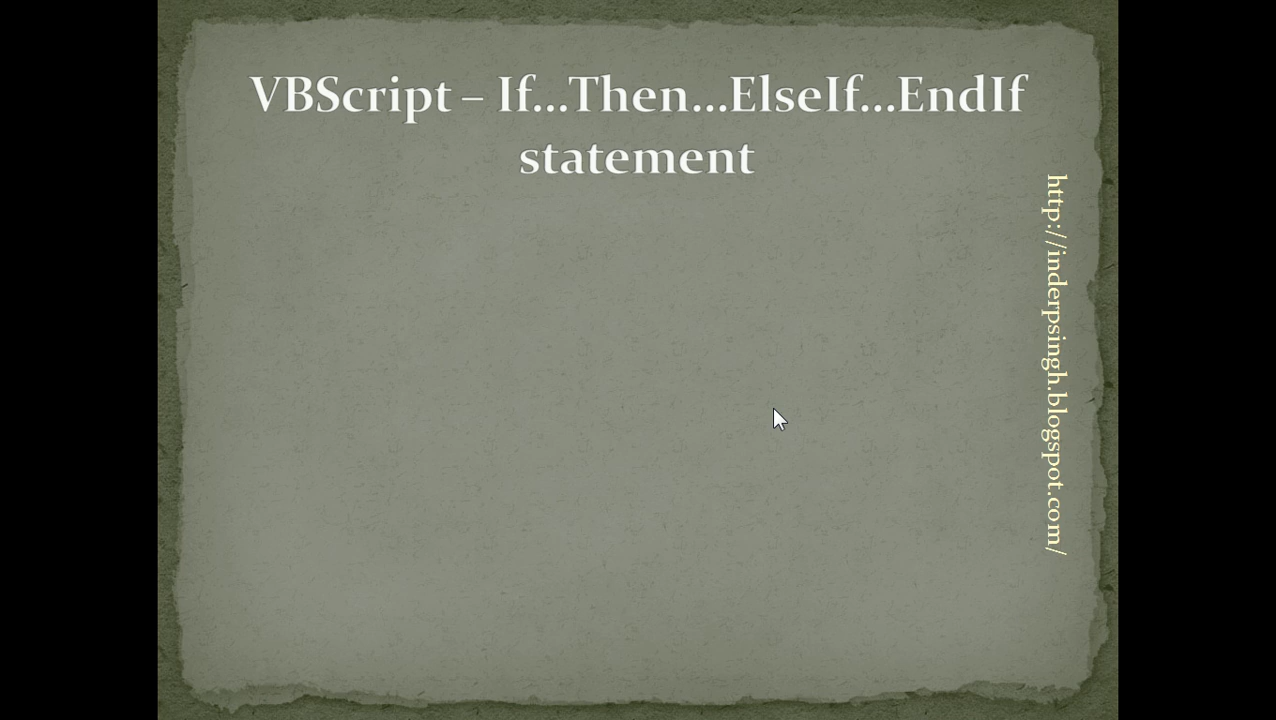 VBScript – If...Then...ElseIf...EndIf
statement
http://inderpsingh.blogspot.com/